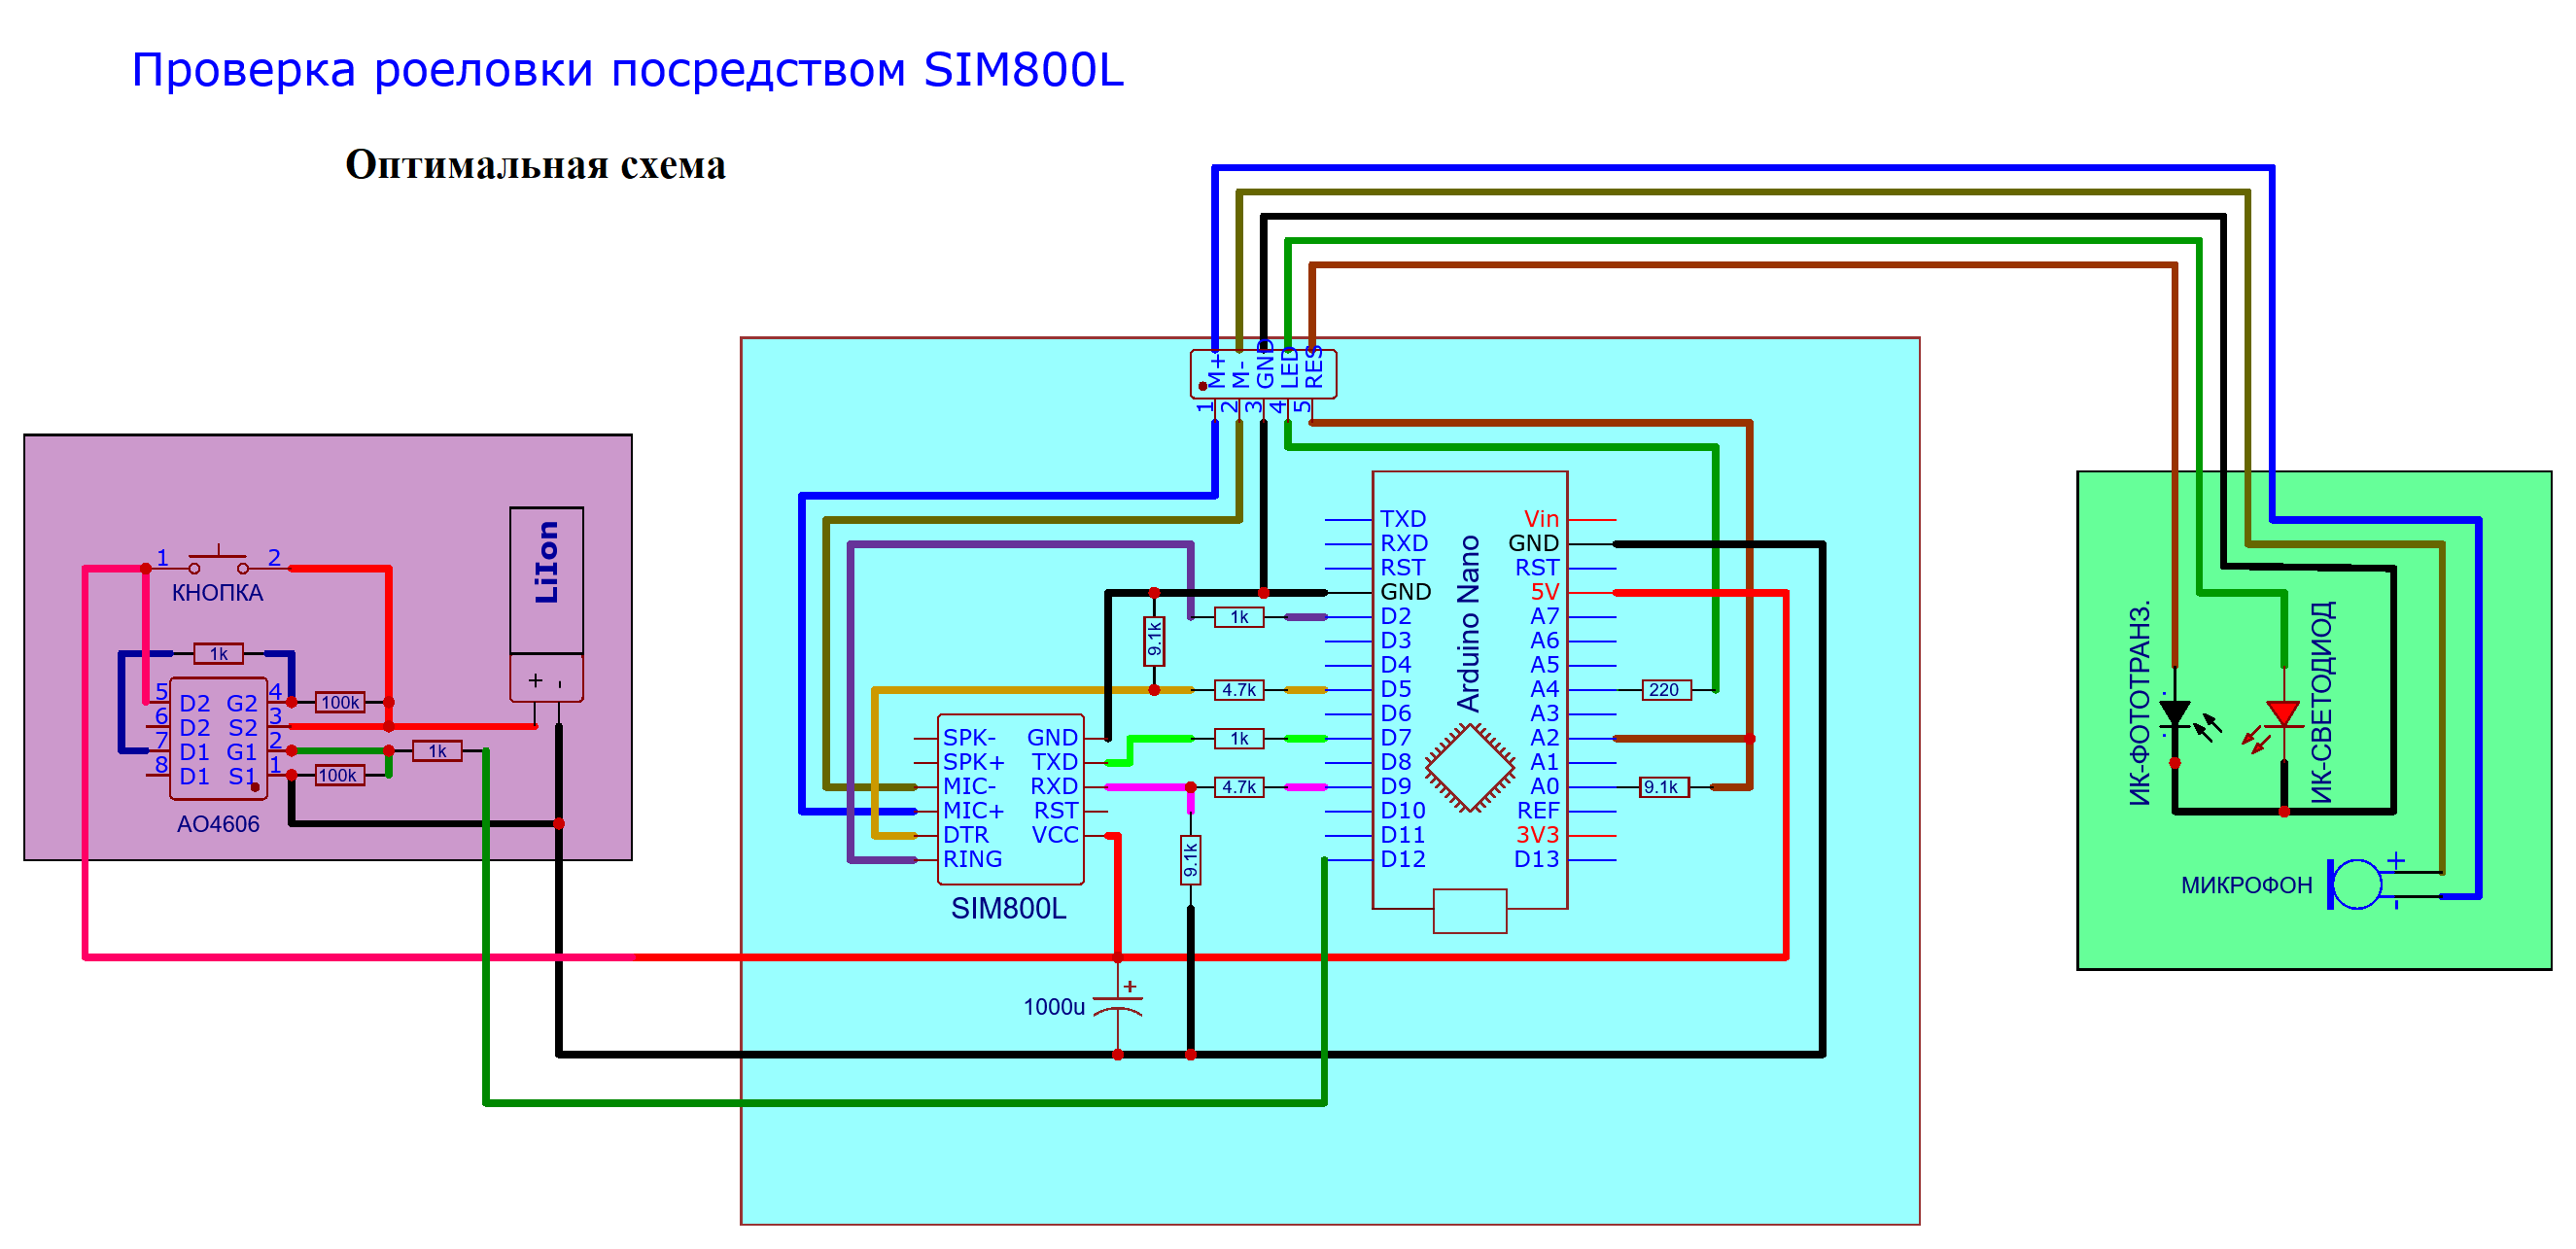 Проверка роеловки посредством SIM800L
Оптимальная схема
1 2
КНОПКА
LiIon
+ -
1k
5 D2 G2 4
100k
6 D2 S2 3
7 D1 G1 2
1k
8 D1 S1 1
100k
AO4606
M+ M- GND LED RES
1 2 3 4 5
SPK- GND
SPK+ TXD
MIC- RXD
MIC+ RST
DTR VCC
RING
SIM800L
9.1k
1k
4.7k
1k
4.7k
9.1k
+
1000u
Arduino Nano
TXD Vin
RXD GND
RST RST
GND 5V
D2 A7
D3 A6
D4 A5
D5 A4
D6 A3
D7 A2
D8 A1
D9 A0
D10 REF
D11 3V3
D12 D13
220
9.1k
ИК-ФОТОТРАНЗ.
ИК-СВЕТОДИОД
МИКРОФОН
+
-